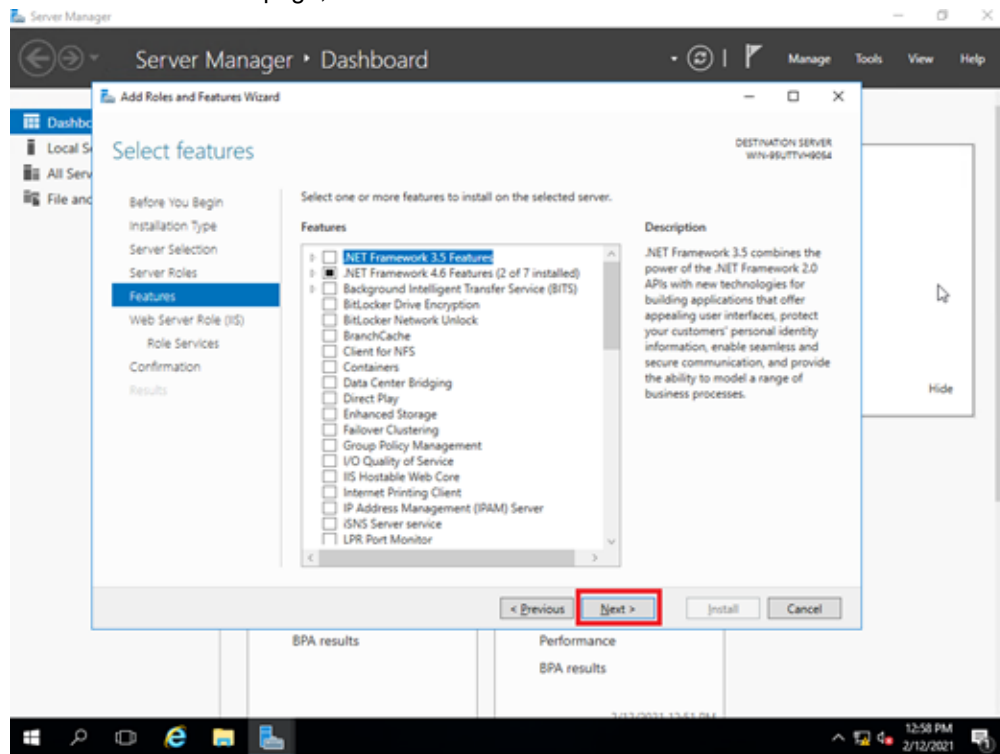 Server Manager
Server Manager • Dashboard
Manage Tools View Help
Add Roles and Features Wizard
Dashbo
Local Se
All Serv
File and
Select features
DESTINATION SERVER
WIN-95UTTVH9054
Before You Begin
Installation Type
Server Selection
Server Roles
Features
Web Server Role (IIS)
Role Services
Confirmation
Results
Select one or more features to install on the selected server.
Features
.NET Framework 3.5 Features
.NET Framework 4.6 Features (2 of 7 installed)
Background Intelligent Transfer Service (BITS)
BitLocker Drive Encryption
BitLocker Network Unlock
BranchCache
Client for NFS
Containers
Data Center Bridging
Direct Play
Enhanced Storage
Failover Clustering
Group Policy Management
I/O Quality of Service
IIS Hostable Web Core
Internet Printing Client
IP Address Management (IPAM) Server
iSNS Server service
LPR Port Monitor
Description
.NET Framework 3.5 combines the
power of the .NET Framework 2.0
APIs with new technologies for
building applications that offer
appealing user interfaces, protect
your customers' personal identity
information, enable seamless and
secure communication, and provide
the ability to model a range of
business processes.
Hide
< Previous
Next >
Install
Cancel
BPA results
Performance
BPA results
2/12/2021 12:51 PM
12:58 PM
2/12/2021